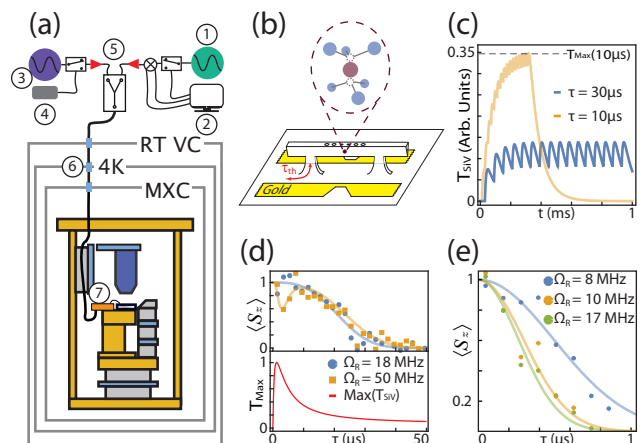 (a)
1
2
3
4
5
RT VC
6
4K
MXC
7
(b)
τth
Gold
(c)
0.35
TMax(10µs)
τ = 30µs
τ = 10µs
TSIV (Arb. Units)
0
0
t (ms)
1
(d)
1
⟨Sz⟩
0
ΩR = 18 MHz
ΩR = 50 MHz
Max(TSIV)
1
TMax
0
0
τ (µs)
50
(e)
1
ΩR = 8 MHz
ΩR = 10 MHz
ΩR = 17 MHz
⟨Sz⟩
0.2
τ (µs)